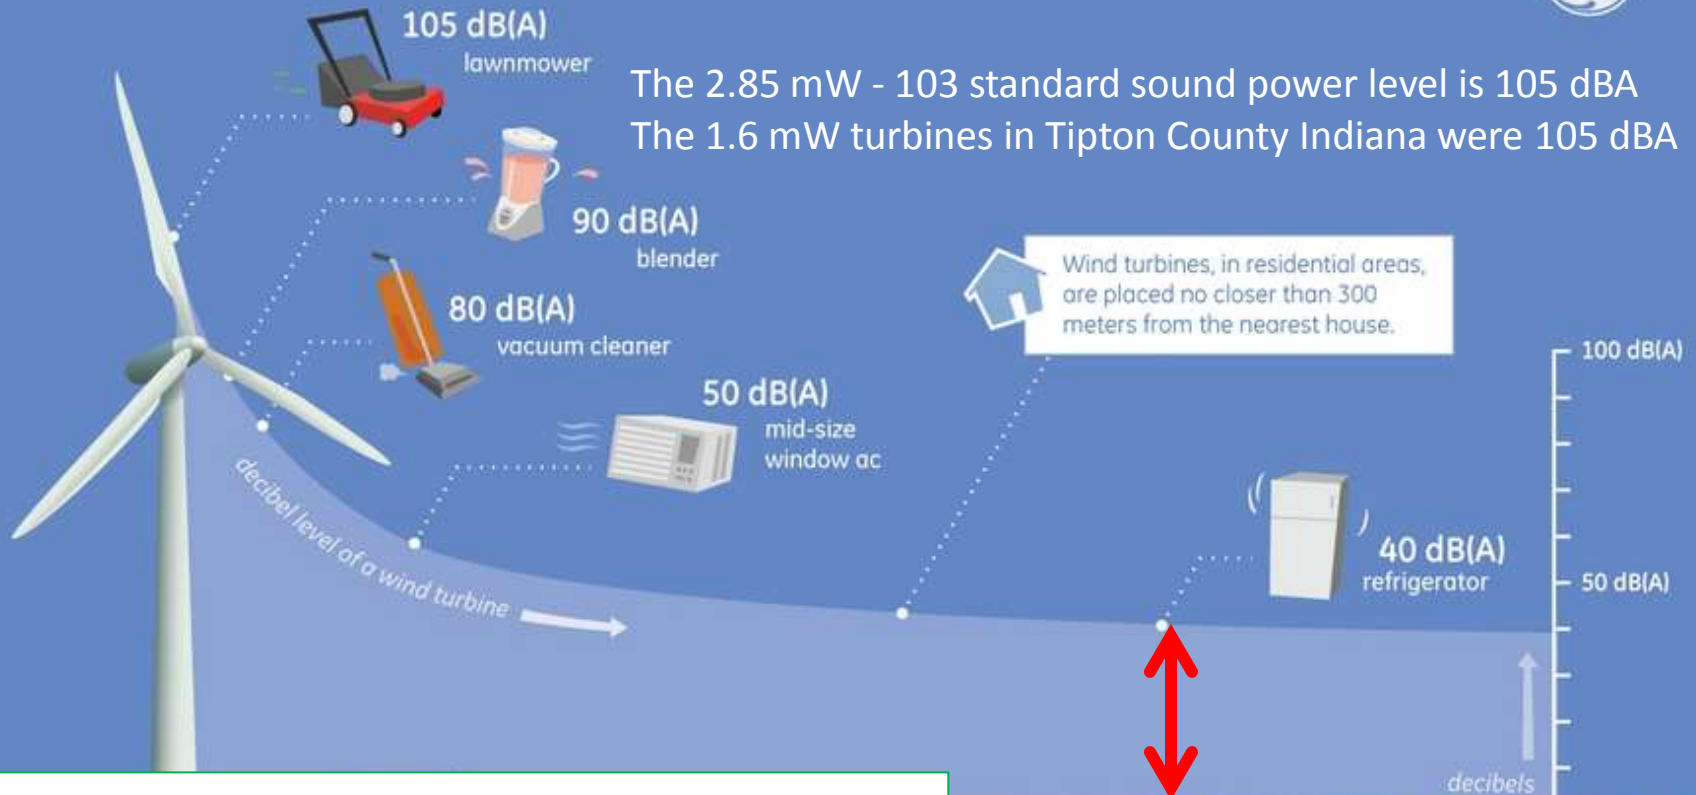 105 dB(A)
lawnmower
The 2.85 mW - 103 standard sound power level is 105 dBA
The 1.6 mW turbines in Tipton County Indiana were 105 dBA
90 dB(A)
blender
80 dB(A)
vacuum cleaner
Wind turbines, in residential areas,
are placed no closer than 300
meters from the nearest house.
100 dB(A)
50 dB(A)
mid-size
window ac
decibel level of a wind turbine
40 dB(A)
refrigerator
50 dB(A)
decibels